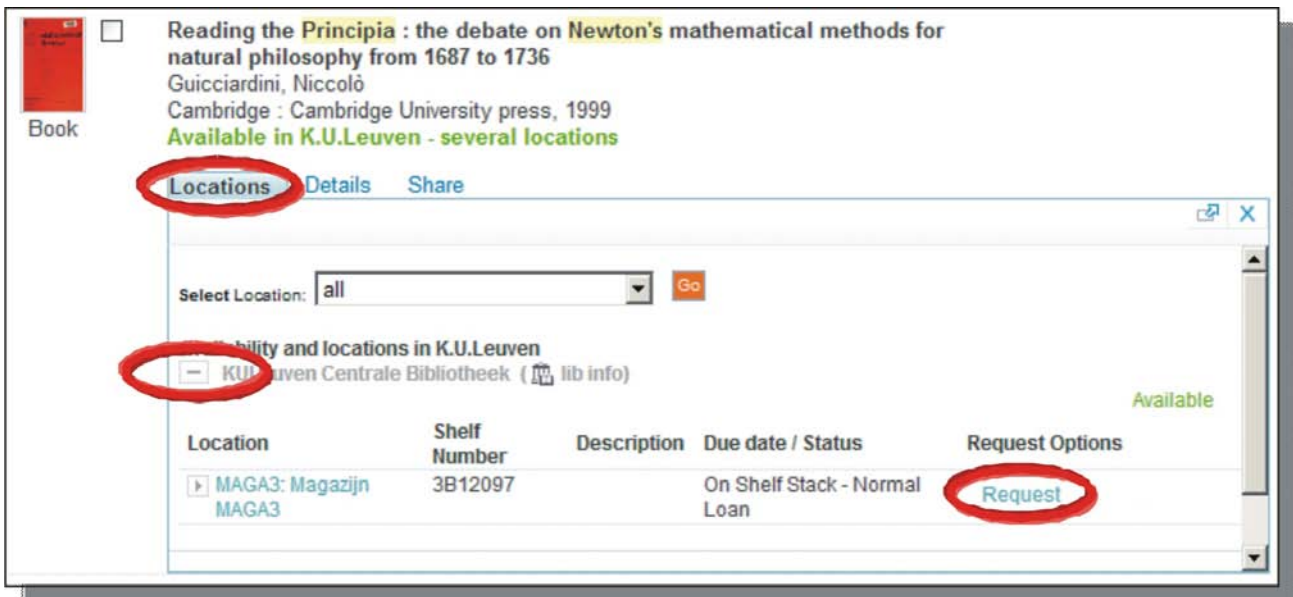 Reading the Principia : the debate on Newton's mathematical methods for
natural philosophy from 1687 to 1736
Guicciardini, Niccolò
Cambridge : Cambridge University press, 1999
Book
Available in K.U.Leuven - several locations
Locations Details Share
Select Location: all Go
and locations in K.U.Leuven
Centrale Bibliotheek ( lib info)
Available
Location Shelf Number Description Due date / Status Request Options
MAGA3: Magazijn 3B12097 On Shelf Stack - Normal Request
MAGA3 Loan